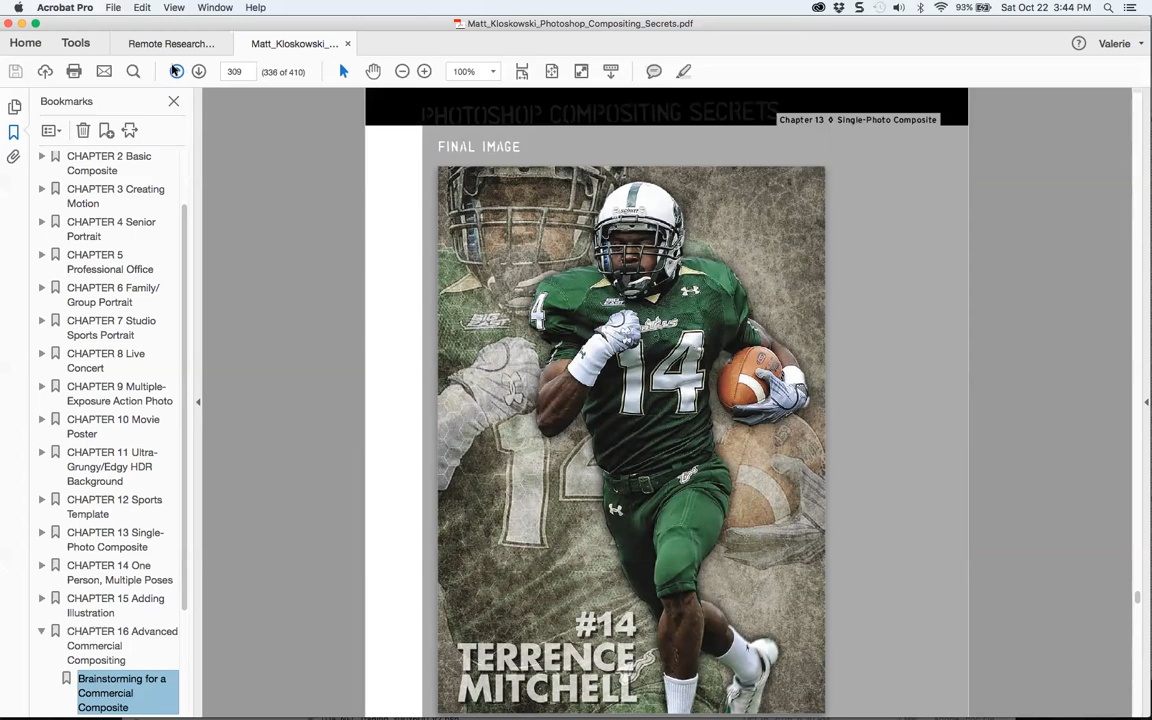 Acrobat Pro File Edit View Window Help 93% Sat Oct 22 3:44 PM
Matt_Kloskowski_Photoshop_Compositing_Secrets.pdf
Home Tools Remote Research... Matt_Kloskowski_... × Valerie
309 (336 of 410) 100%
Bookmarks
CHAPTER 2 Basic
Composite
CHAPTER 3 Creating
Motion
CHAPTER 4 Senior
Portrait
CHAPTER 5
Professional Office
CHAPTER 6 Family/
Group Portrait
CHAPTER 7 Studio
Sports Portrait
CHAPTER 8 Live
Concert
CHAPTER 9 Multiple-
Exposure Action Photo
CHAPTER 10 Movie
Poster
CHAPTER 11 Ultra-
Grungy/Edgy HDR
Background
CHAPTER 12 Sports
Template
CHAPTER 13 Single-
Photo Composite
CHAPTER 14 One
Person, Multiple Poses
CHAPTER 15 Adding
Illustration
CHAPTER 16 Advanced
Commercial
Compositing
Brainstorming for a
Commercial
Composite
PHOTOSHOP COMPOSITING SECRETS
Chapter 13 ◊ Single-Photo Composite
FINAL IMAGE
4
BIG EAST
14
14
#14
TERRENCE
MITCHELL